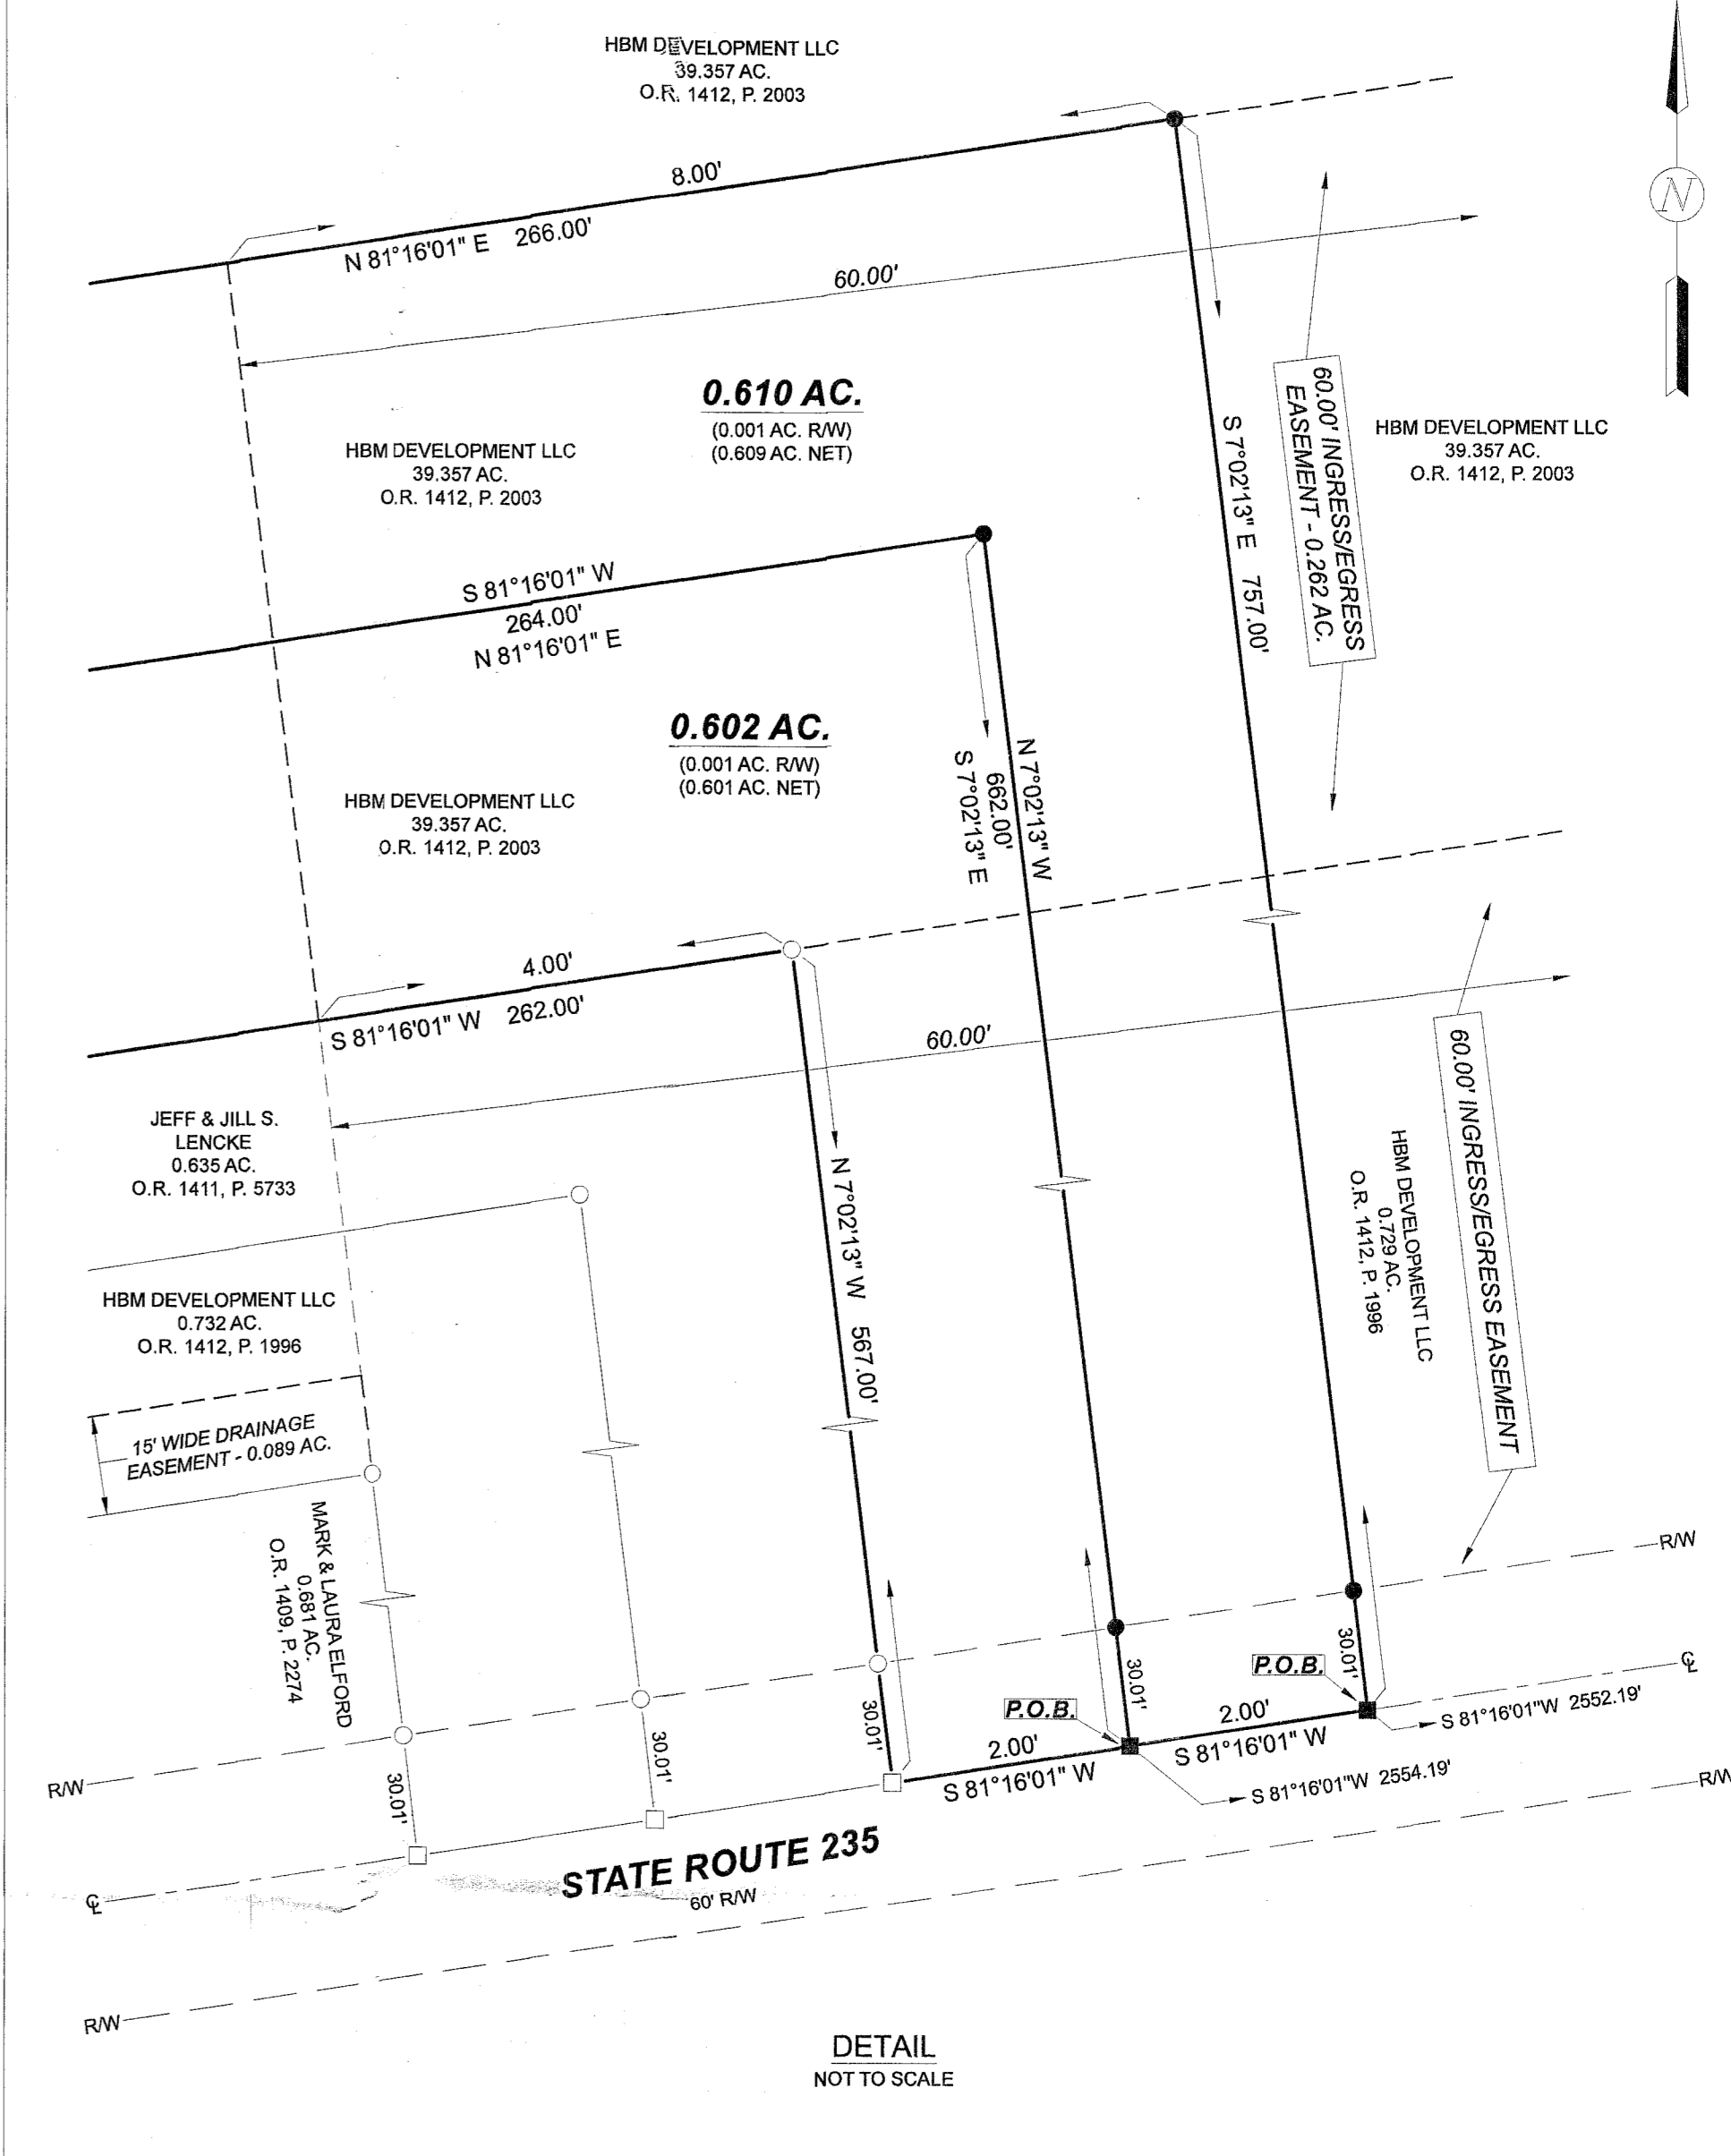 HBM DEVELOPMENT LLC
39.357 AC.
O.R. 1412, P. 2003
8.00'
N 81°16'01" E 266.00'
60.00'
N
0.610 AC.
(0.001 AC. R/W)
(0.609 AC. NET)
HBM DEVELOPMENT LLC
39.357 AC.
O.R. 1412, P. 2003
S 7°02'13" E 757.00'
60.00' INGRESS/EGRESS
EASEMENT - 0.262 AC.
HBM DEVELOPMENT LLC
39.357 AC.
O.R. 1412, P. 2003
S 81°16'01" W
264.00'
N 81°16'01" E
0.602 AC.
(0.001 AC. R/W)
(0.601 AC. NET)
HBM DEVELOPMENT LLC
39.357 AC.
O.R. 1412, P. 2003
N 7°02'13" W
662.00'
S 7°02'13" E
4.00'
S 81°16'01" W 262.00'
60.00'
JEFF & JILL S.
LENCKE
0.635 AC.
O.R. 1411, P. 5733
N 7°02'13" W 567.00'
HBM DEVELOPMENT LLC
0.729 AC.
O.R. 1412, P. 1996
60.00' INGRESS/EGRESS EASEMENT
HBM DEVELOPMENT LLC
0.732 AC.
O.R. 1412, P. 1996
15' WIDE DRAINAGE
EASEMENT - 0.089 AC.
MARK & LAURA ELFORD
0.681 AC.
O.R. 1409, P. 2274
R/W
30.01'
30.01'
30.01'
30.01'
30.01'
P.O.B.
P.O.B.
℄
2.00'
S 81°16'01" W
2.00'
S 81°16'01" W
S 81°16'01"W 2552.19'
S 81°16'01"W 2554.19'
R/W
R/W
℄
STATE ROUTE 235
60' R/W
R/W
DETAIL
NOT TO SCALE